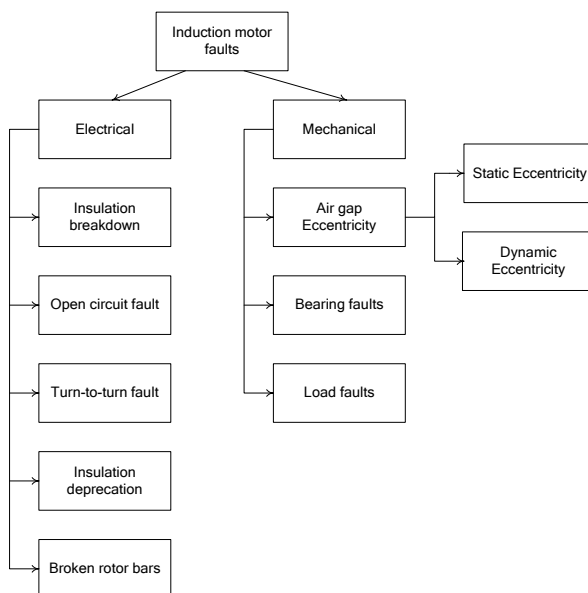 Induction motor
faults
Electrical
Mechanical
Static Eccentricity
Insulation
breakdown
Air gap
Eccentricity
Dynamic
Eccentricity
Open circuit fault
Bearing faults
Turn-to-turn fault
Load faults
Insulation
deprecation
Broken rotor bars